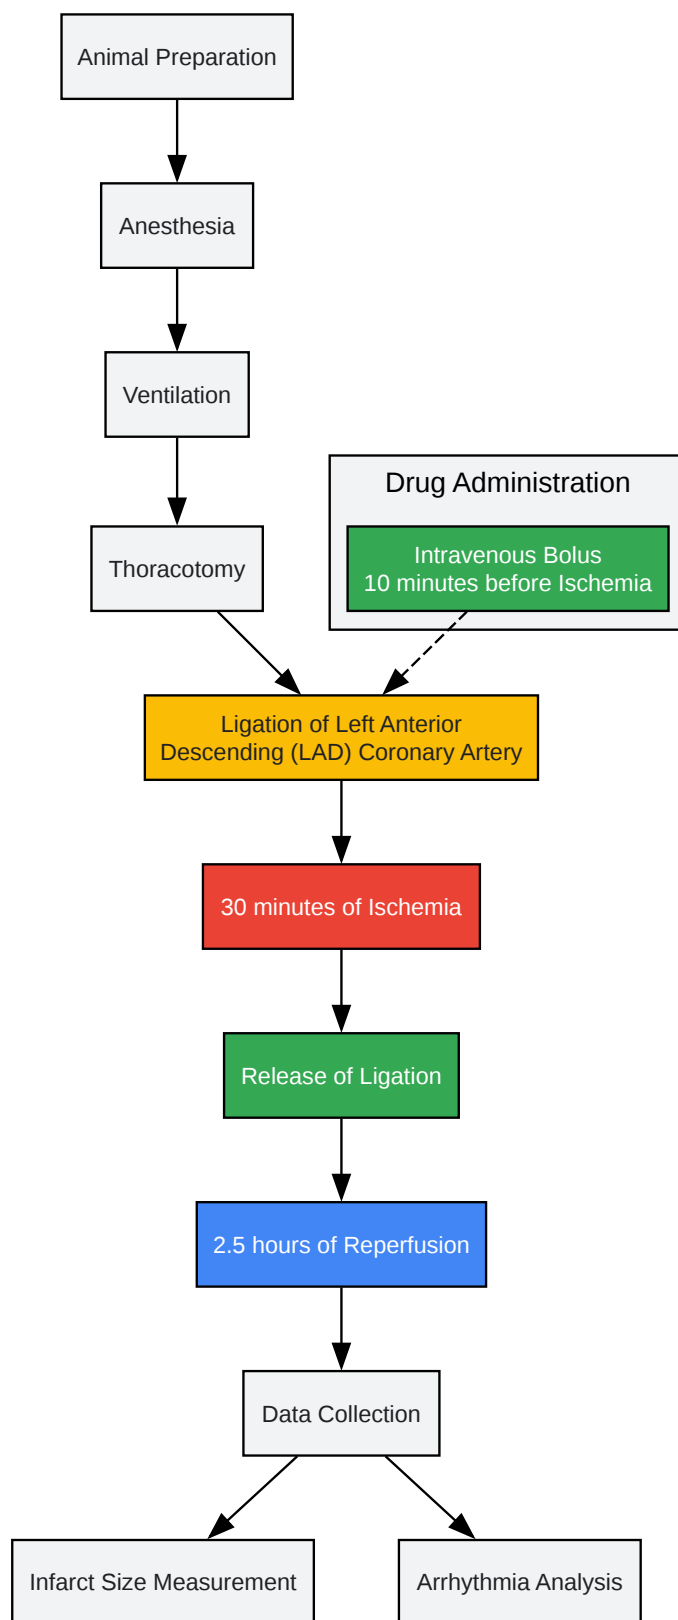 Animal Preparation
Anesthesia
Ventilation
Drug Administration
Intravenous Bolus
10 minutes before Ischemia
Thoracotomy
Ligation of Left Anterior
Descending (LAD) Coronary Artery
30 minutes of Ischemia
Release of Ligation
2.5 hours of Reperfusion
Data Collection
Infarct Size Measurement
Arrhythmia Analysis